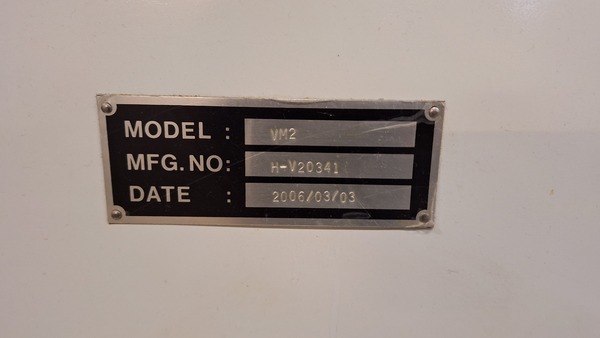 MODEL : VM2
MFG.NO: H-V20341
DATE : 2006/03/03